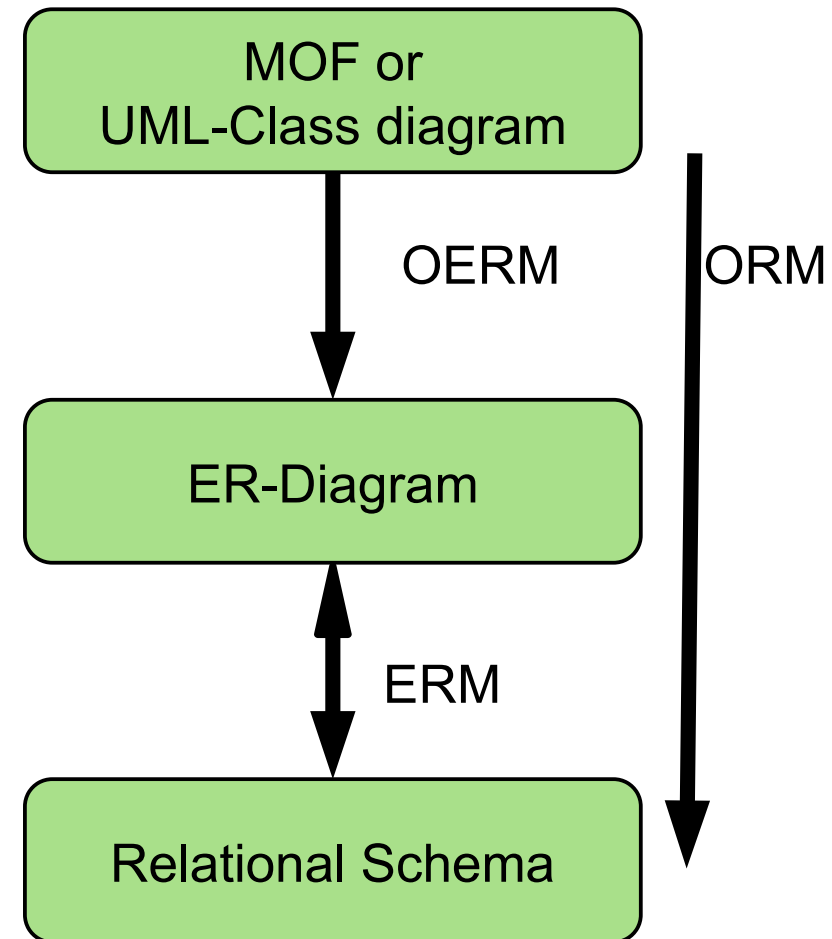 MOF or
UML-Class diagram
OERM
ORM
ER-Diagram
ERM
Relational Schema